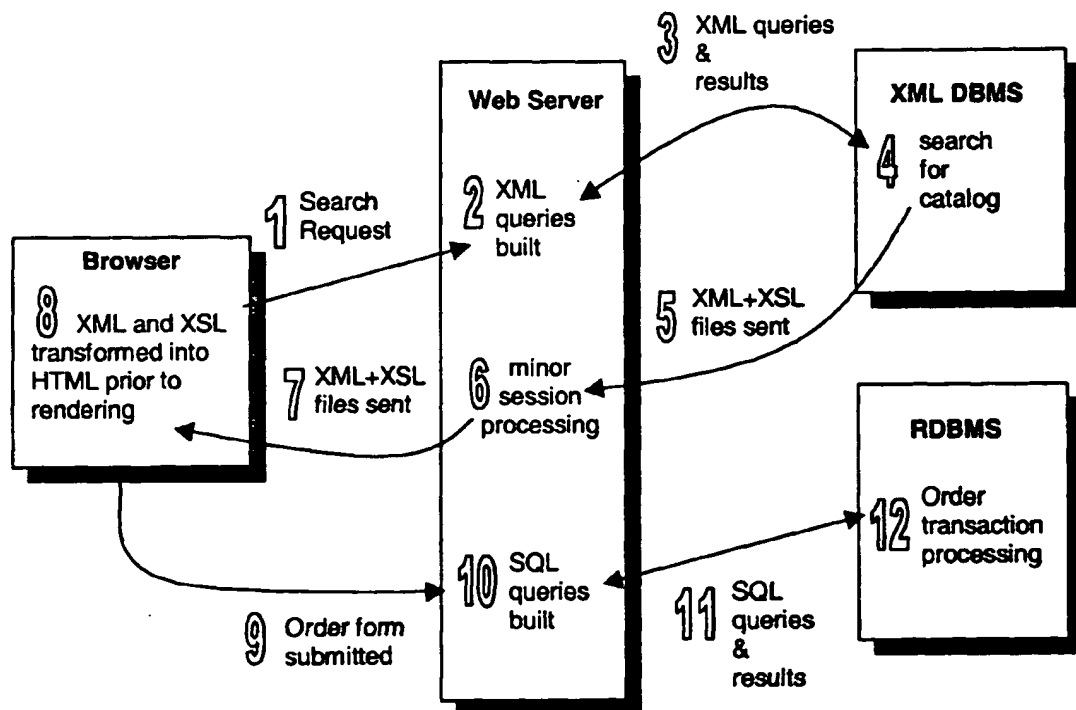 3 XML queries
&
results
Web Server
XML DBMS
4 search
for
catalog
2 XML
queries
built
1 Search
Request
Browser
8 XML and XSL
transformed into
HTML prior to
rendering
5 XML+XSL
files sent
7 XML+XSL
files sent
6 minor
session
processing
RDBMS
12 Order
transaction
processing
10 SQL
queries
built
9 Order form
submitted
11 SQL
queries
&
results